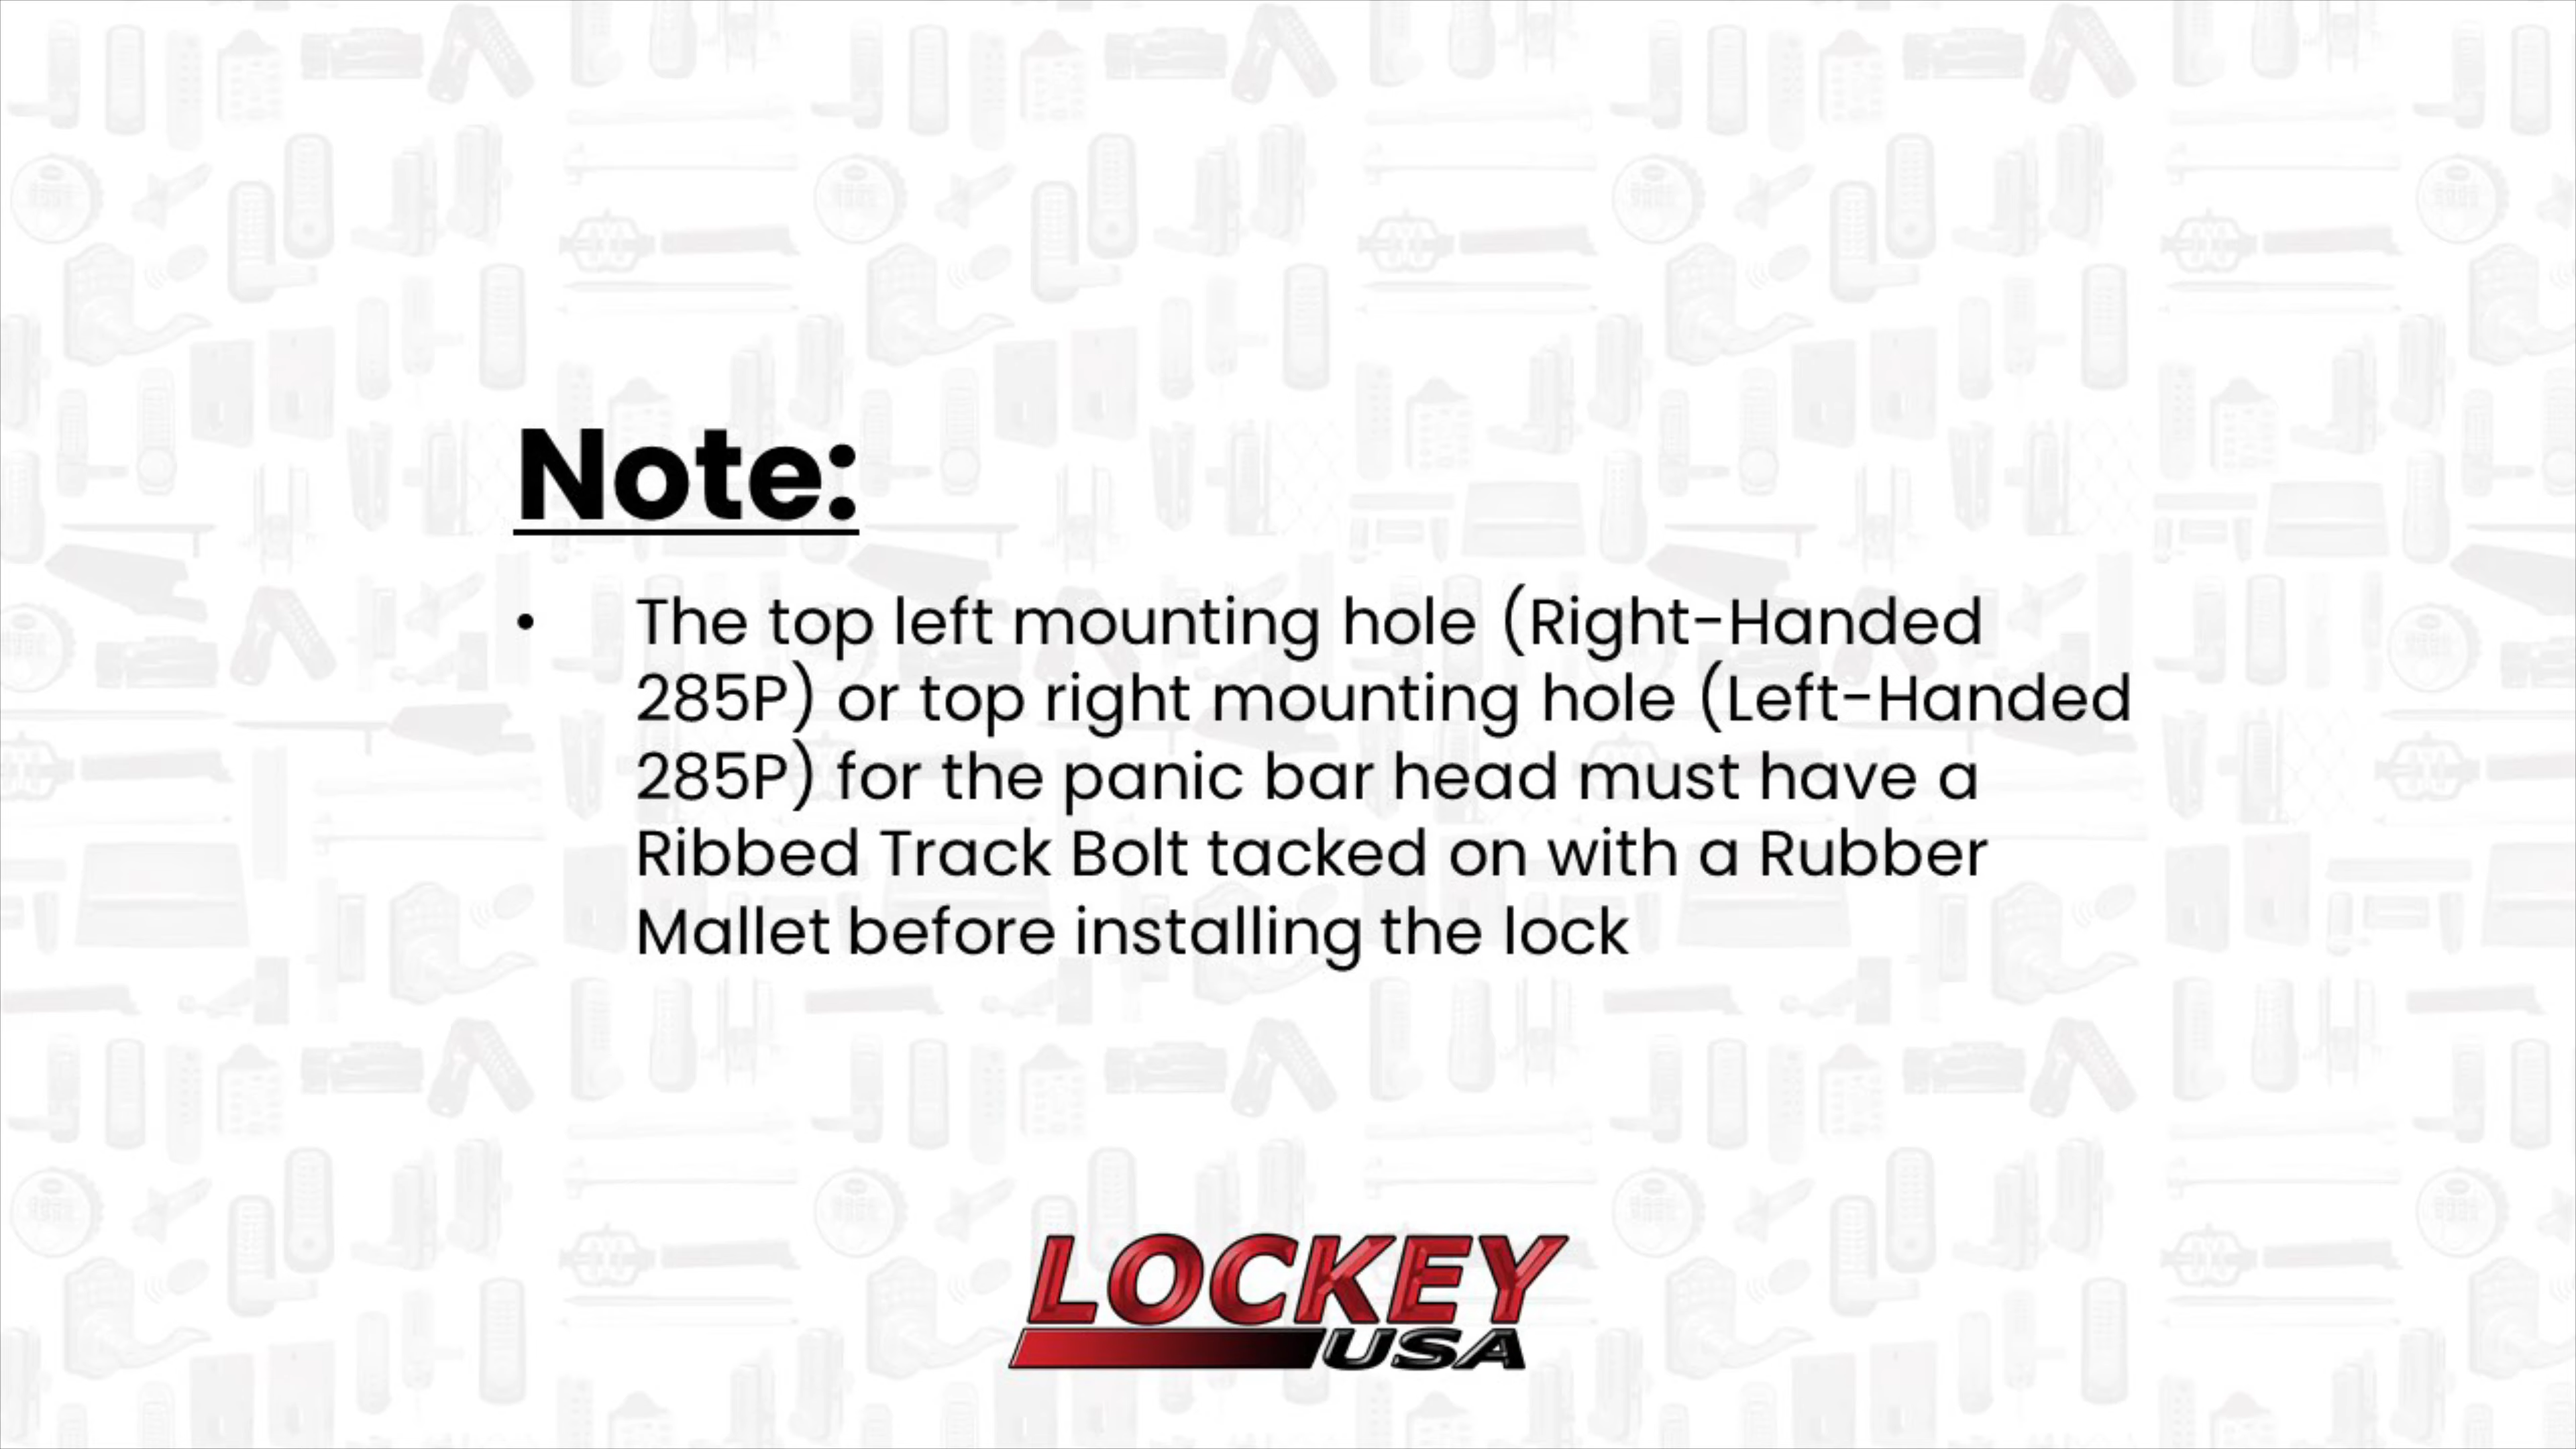 Note:
• The top left mounting hole (Right-Handed
285P) or top right mounting hole (Left-Handed
285P) for the panic bar head must have a
Ribbed Track Bolt tacked on with a Rubber
Mallet before installing the lock
LOCKEY
USA